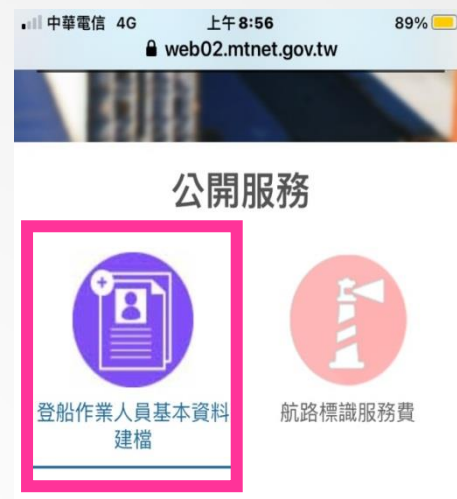 中華電信 4G 上午 8:56 89%
web02.mtnet.gov.tw
公開服務
登船作業人員基本資料
建檔
航路標識服務費